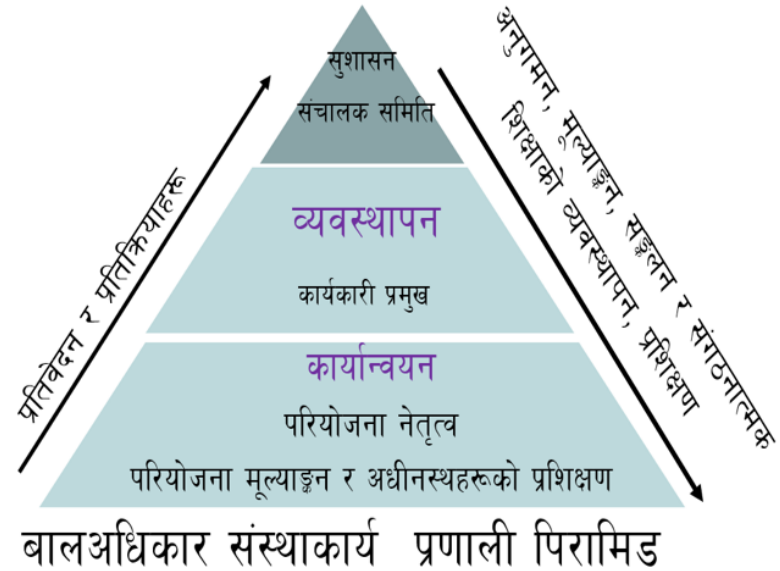 सुशासन
संचालक समिति
व्यवस्थापन
कार्यकारी प्रमुख
कार्यान्वयन
परियोजना नेतृत्व
परियोजना मूल्याङ्कन र अधीनस्थहरूको प्रशिक्षण
प्रतिवेदन र प्रतिक्रियाहरू
अनुगमन, मूल्याङ्कन, सङ्कलन र संगठनात्मक
शिक्षाको व्यवस्थापन, प्रशिक्षण
बालअधिकार संस्थाकार्य प्रणाली पिरामिड